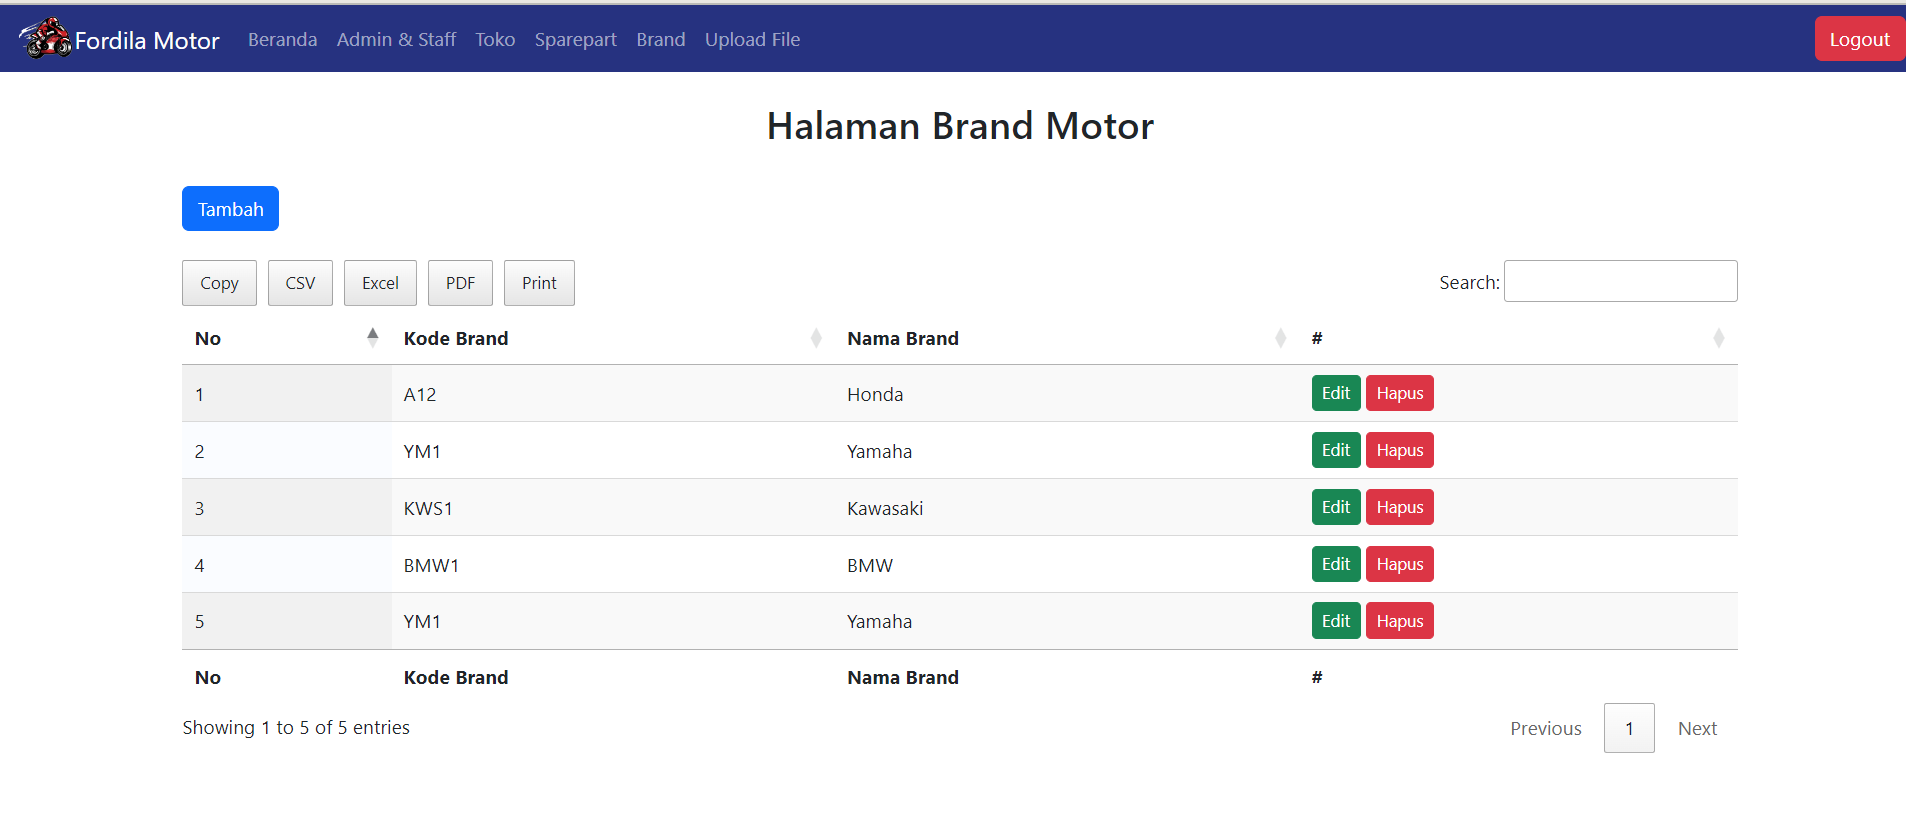 Fordila Motor Beranda Admin & Staff Toko Sparepart Brand Upload File Logout
Halaman Brand Motor
Tambah
Copy CSV Excel PDF Print Search:
No Kode Brand Nama Brand #
1 A12 Honda Edit Hapus
2 YM1 Yamaha Edit Hapus
3 KWS1 Kawasaki Edit Hapus
4 BMW1 BMW Edit Hapus
5 YM1 Yamaha Edit Hapus
No Kode Brand Nama Brand #
Showing 1 to 5 of 5 entries Previous 1 Next